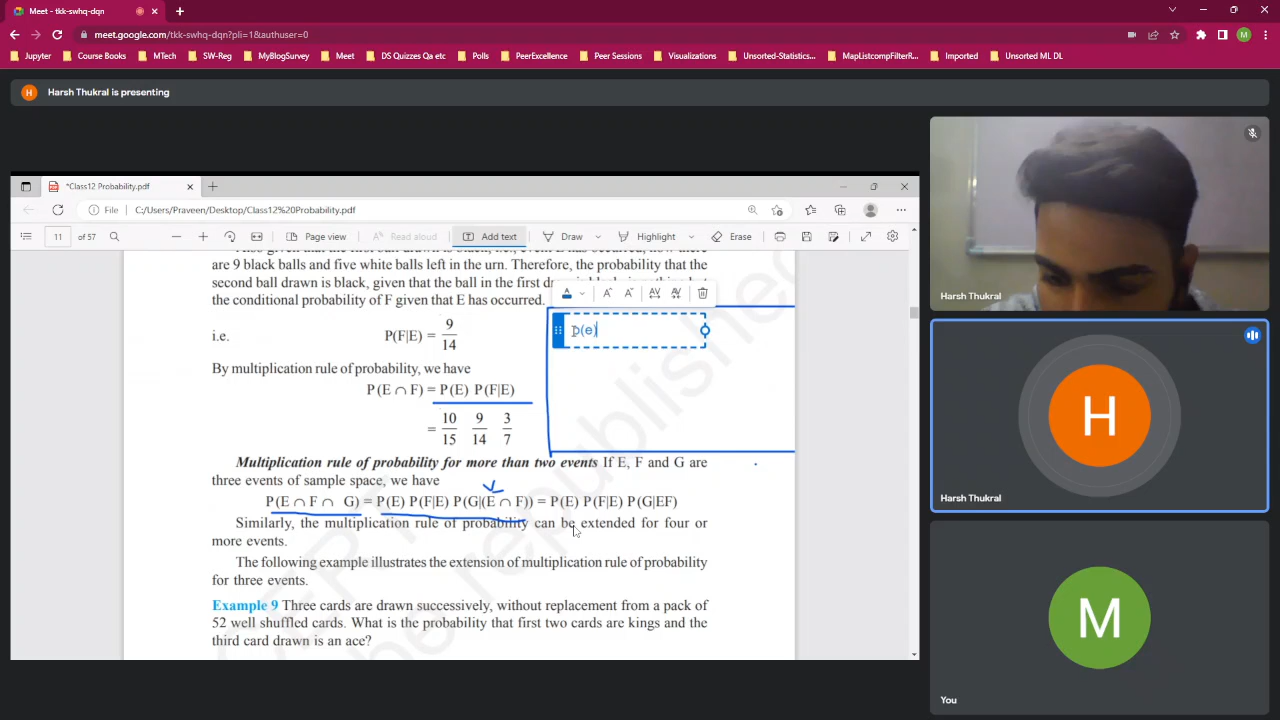 Meet - tkk-swhq-dqn
meet.google.com/tkk-swhq-dqn?pli=1&authuser=0
M
Jupyter Course Books MTech SW-Reg MyBlogSurvey Meet DS Quizzes Qa etc Polls PeerExcellence Peer Sessions Visualizations Unsorted-Statistics... MapListcompFilterR... Imported Unsorted ML DL
H Harsh Thukral is presenting
*Class12 Probability.pdf
File C:/Users/Praveen/Desktop/Class12%20Probability.pdf
11 of 57 Page view Read aloud Add text Draw Highlight Erase
are 9 black balls and five white balls left in the urn. Therefore, the probability that the
second ball drawn is black, given that the ball in the first
the conditional probability of F given that E has occurred.
i.e. P(F|E) = 9/14
p(e)
By multiplication rule of probability, we have
P (E ∩ F) = P(E) P(F|E)
= 10/15 9/14 3/7
Multiplication rule of probability for more than two events If E, F and G are
three events of sample space, we have
P(E ∩ F ∩ G) = P(E) P(F|E) P(G|(E ∩ F)) = P(E) P(F|E) P(G|EF)
Similarly, the multiplication rule of probability can be extended for four or
more events.
The following example illustrates the extension of multiplication rule of probability
for three events.
Example 9 Three cards are drawn successively, without replacement from a pack of
52 well shuffled cards. What is the probability that first two cards are kings and the
third card drawn is an ace?
be republished
Harsh Thukral
H
Harsh Thukral
M
You